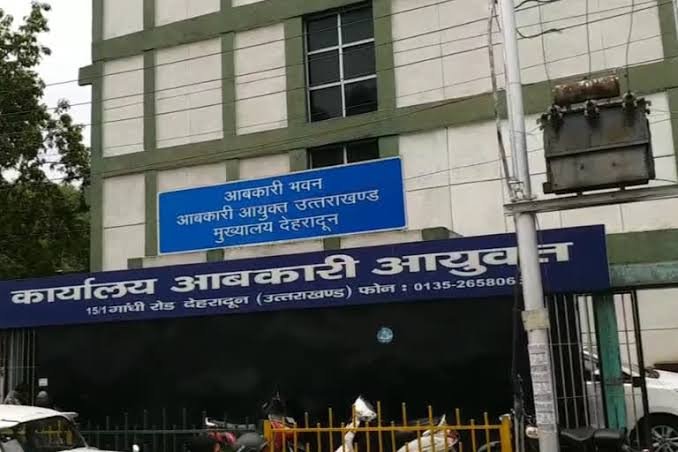 आबकारी भवन
आबकारी आयुक्त उत्तराखण्ड
मुख्यालय देहरादून
कार्यालय आबकारी आयुक्त
15/1 गांधी रोड देहरादून (उत्तराखण्ड) फोन : 0135-265806